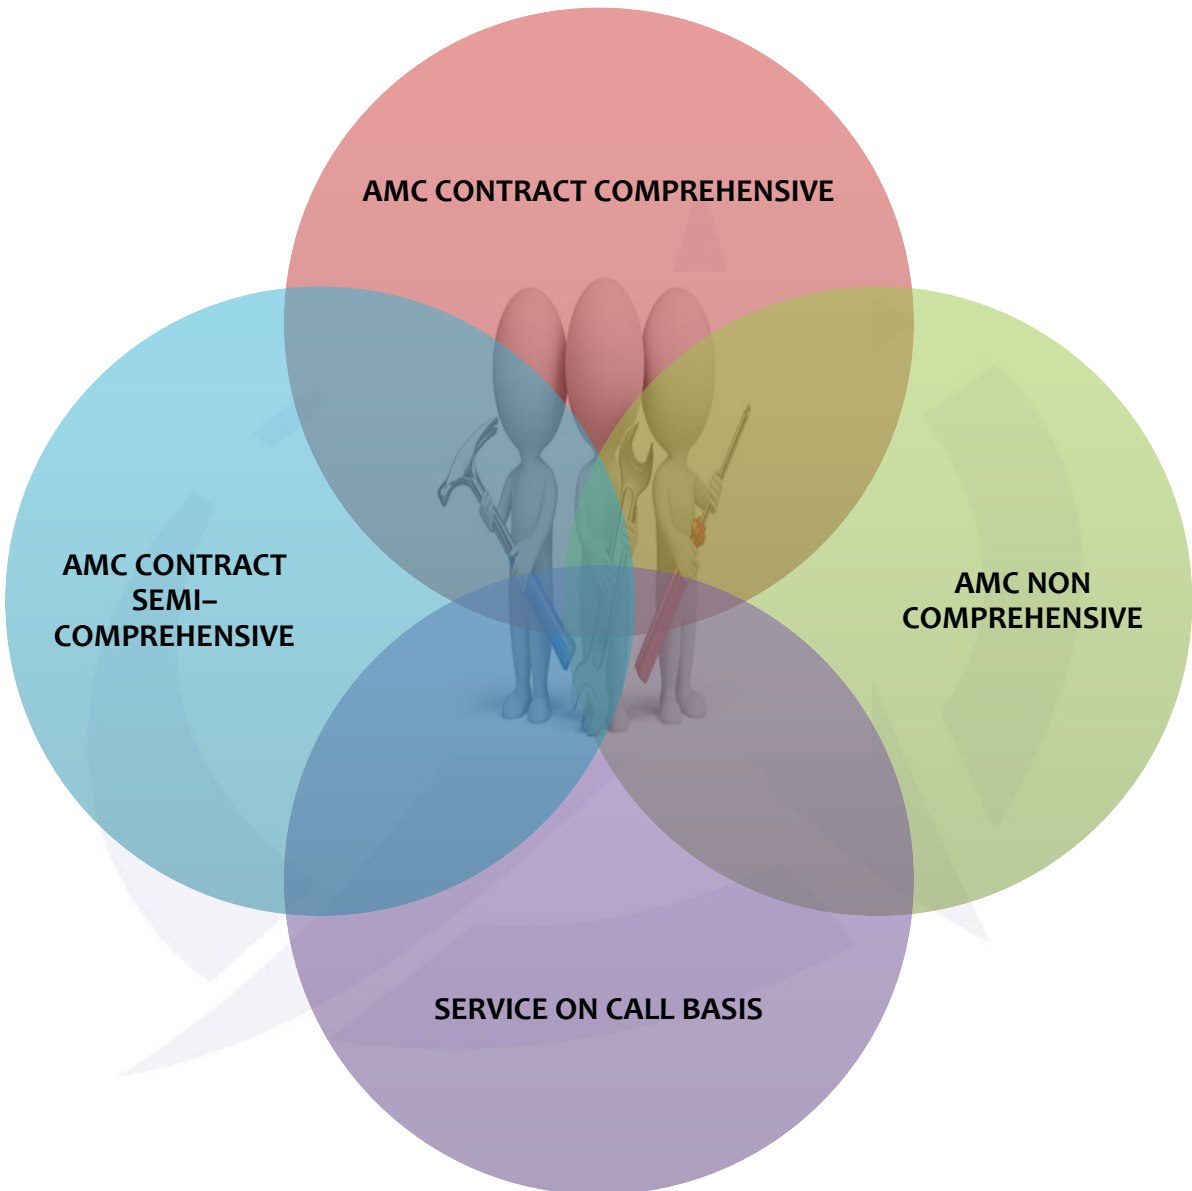 AMC CONTRACT COMPREHENSIVE
AMC CONTRACT
SEMI–
COMPREHENSIVE
AMC NON
COMPREHENSIVE
SERVICE ON CALL BASIS